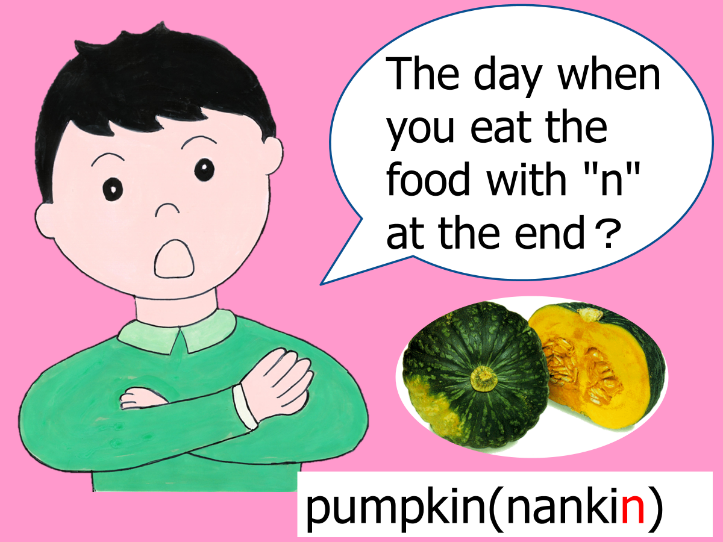 The day when
you eat the
food with "n"
at the end？
pumpkin(nankin)